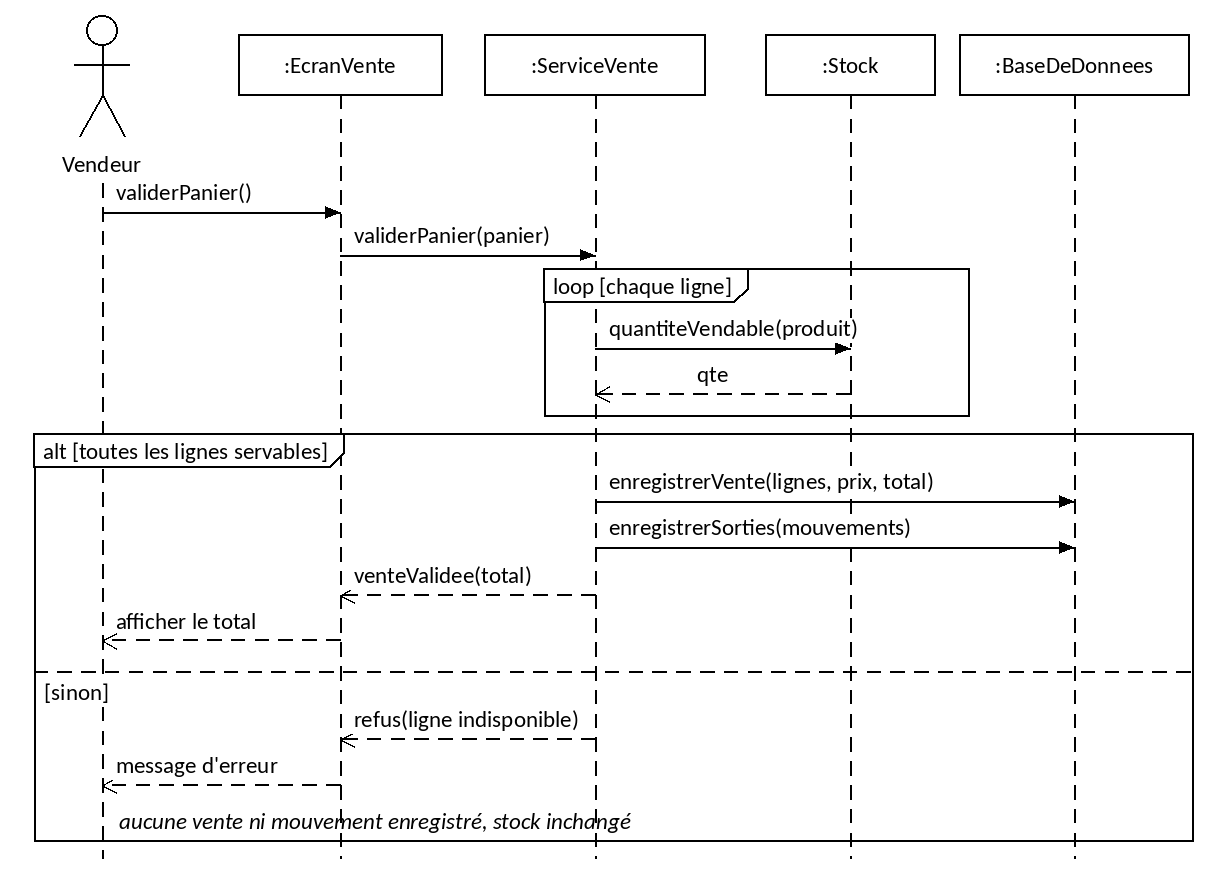 :EcranVente
:ServiceVente
:Stock
:BaseDeDonnees
Vendeur
validerPanier()
validerPanier(panier)
loop [chaque ligne]
quantiteVendable(produit)
qte
alt [toutes les lignes servables]
enregistrerVente(lignes, prix, total)
enregistrerSorties(mouvements)
venteValidee(total)
afficher le total
[sinon]
refus(ligne indisponible)
message d'erreur
aucune vente ni mouvement enregistré, stock inchangé